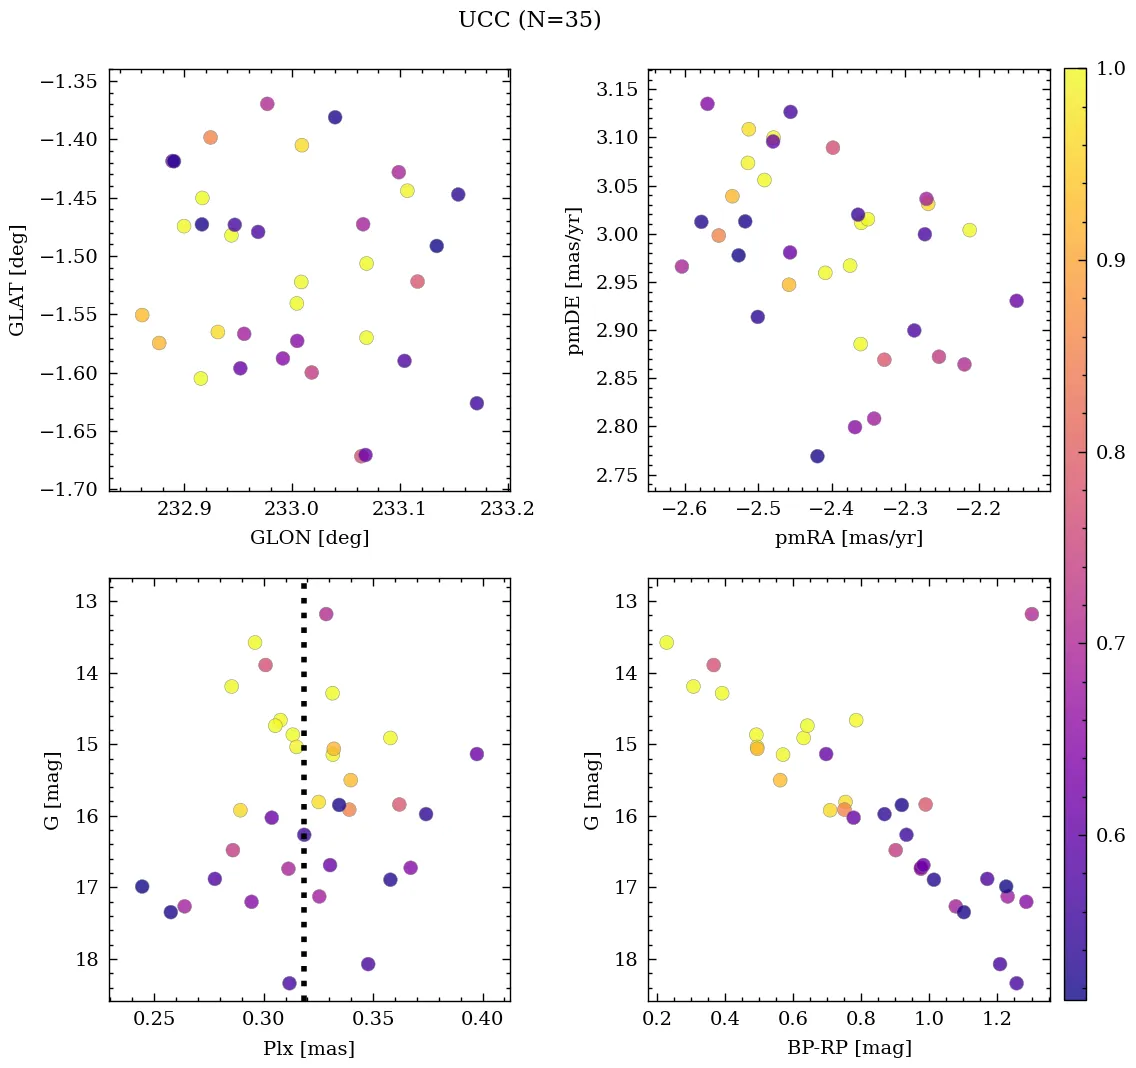 UCC (N=35)
−1.35
−1.40
−1.45
−1.50
−1.55
−1.60
−1.65
−1.70
GLAT [deg]
232.9 233.0 233.1 233.2
GLON [deg]
3.15
3.10
3.05
3.00
2.95
2.90
2.85
2.80
2.75
pmDE [mas/yr]
−2.6 −2.5 −2.4 −2.3 −2.2
pmRA [mas/yr]
13
14
15
16
17
18
G [mag]
0.25 0.30 0.35 0.40
Plx [mas]
13
14
15
16
17
18
G [mag]
0.2 0.4 0.6 0.8 1.0 1.2
BP-RP [mag]
1.0
0.9
0.8
0.7
0.6